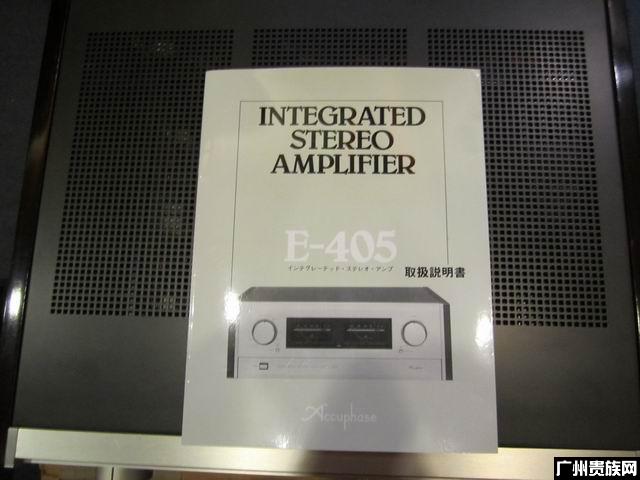 INTEGRATED
STEREO
AMPLIFIER
E-405
インテグレーテッド・ステレオ・アンプ
取扱説明書
Accuphase
广州贵族网